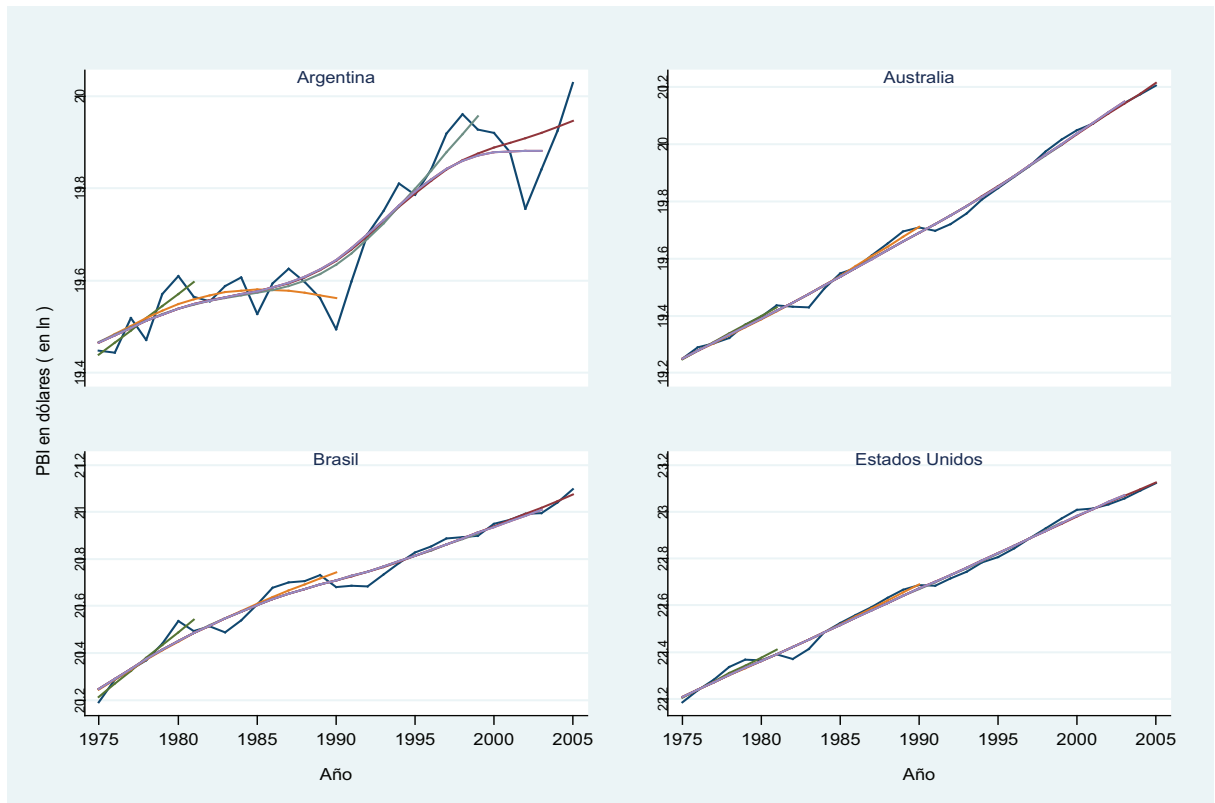 Argentina
20
19.8
19.6
19.4
Australia
20.2
20
19.8
19.6
19.4
19.2
PBI en dólares ( en ln )
Brasil
21.2
21
20.8
20.6
20.4
20.2
Estados Unidos
23.2
23
22.8
22.6
22.4
22.2
1975 1980 1985 1990 1995 2000 2005
1975 1980 1985 1990 1995 2000 2005
Año
Año